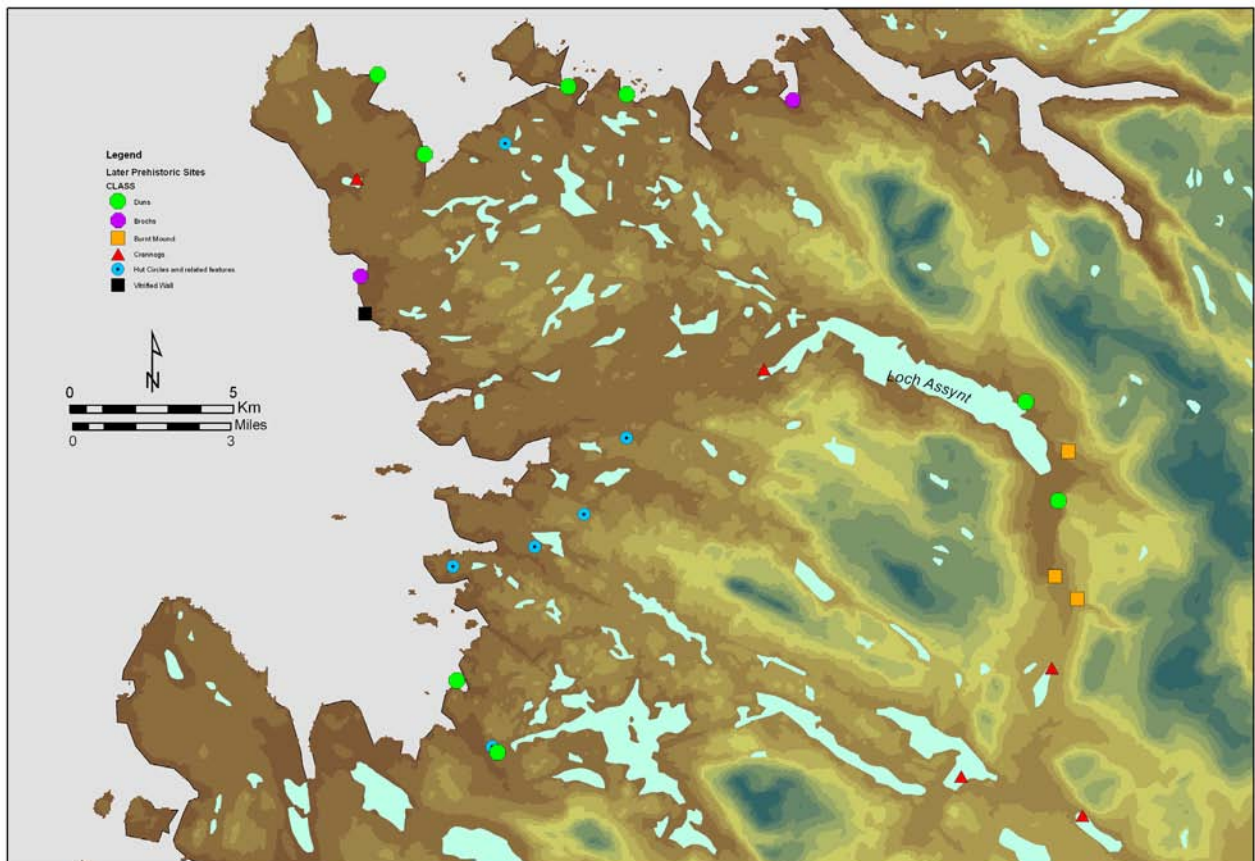 Legend
Later Prehistoric Sites
CLASS
Duns
Brochs
Burnt Mound
Crannogs
Hut Circles and related features
Vitrified Wall
N
0 5
Km
Miles
0 3
Loch Assynt